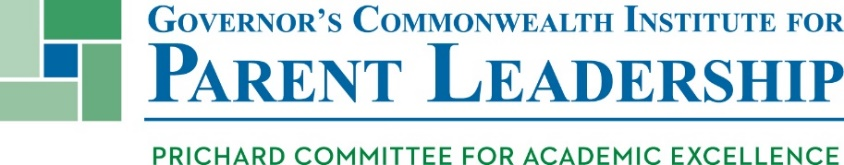 GOVERNOR'S COMMONWEALTH INSTITUTE FOR
PARENT LEADERSHIP
PRICHARD COMMITTEE FOR ACADEMIC EXCELLENCE